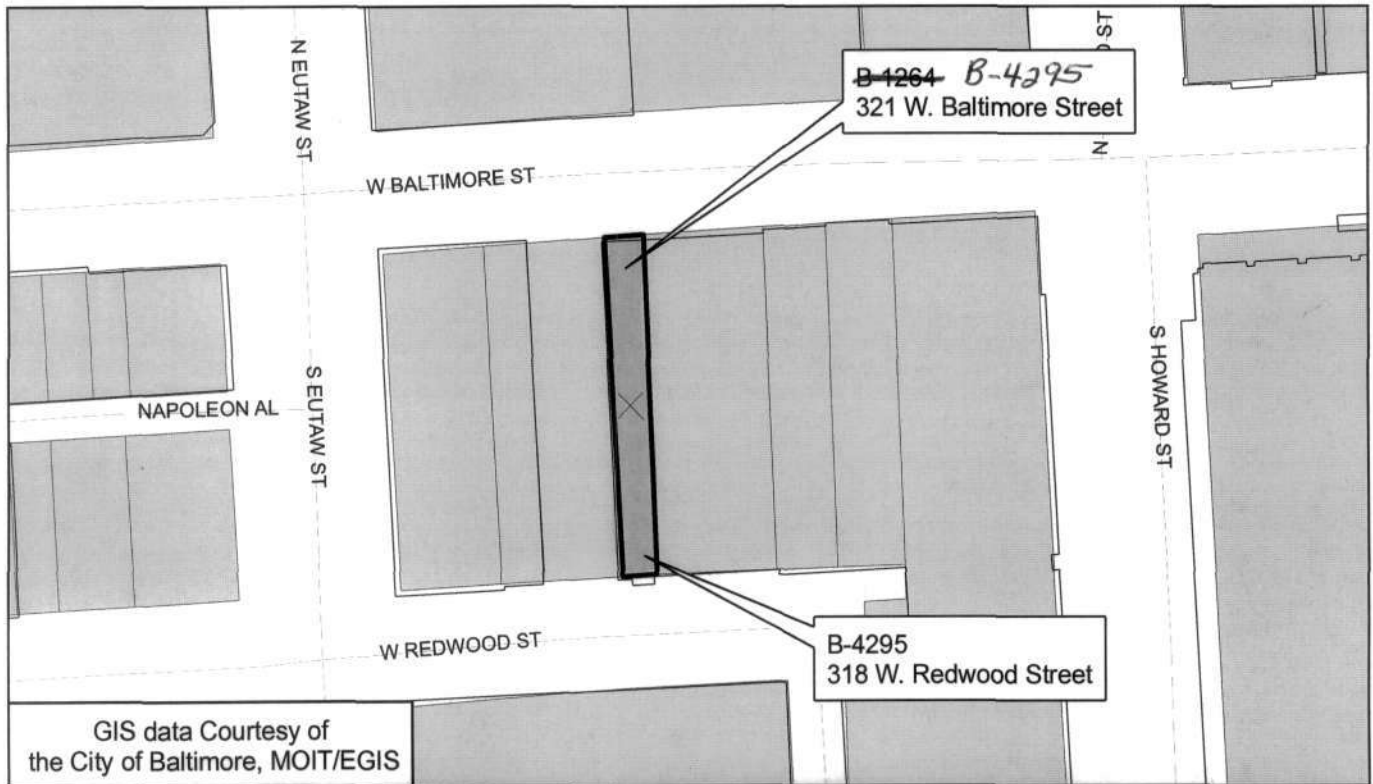 N EUTAW ST
D ST
B-1264 B-4295
321 W. Baltimore Street
N
W BALTIMORE ST
S HOWARD ST
NAPOLEON AL
S EUTAW ST
W REDWOOD ST
B-4295
318 W. Redwood Street
GIS data Courtesy of
the City of Baltimore, MOIT/EGIS